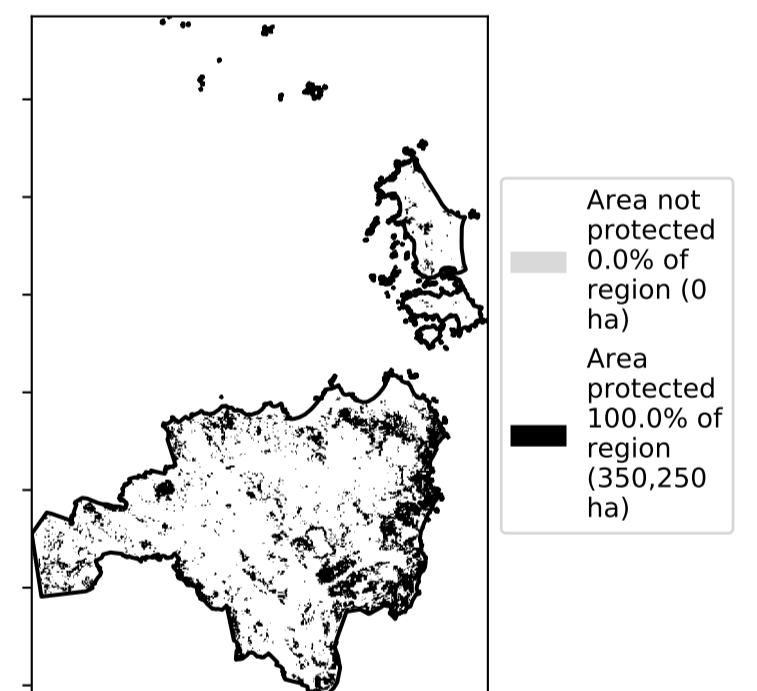 Area not
protected
0.0% of
region (0
ha)
Area
protected
100.0% of
region
(350,250
ha)